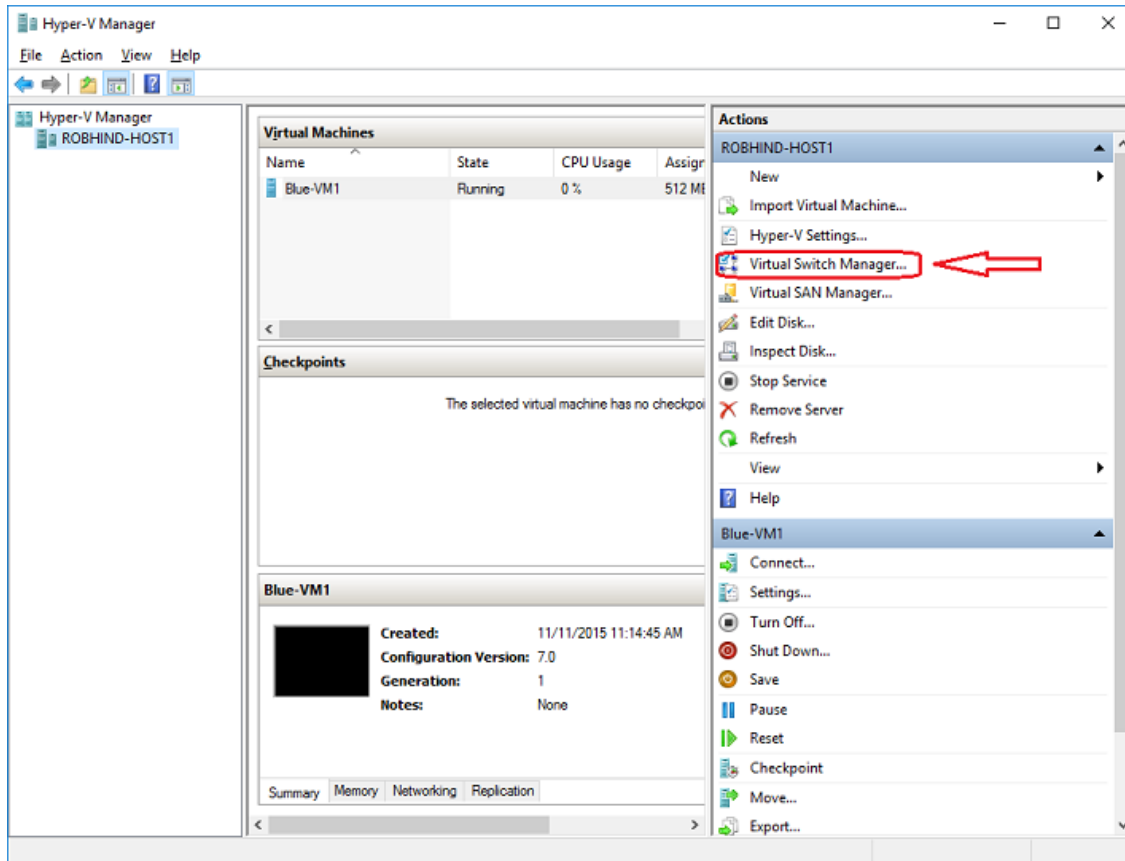 Hyper-V Manager
File Action View Help
Hyper-V Manager
ROBHIND-HOST1
Virtual Machines
Name State CPU Usage Assigr
Blue-VM1 Running 0 % 512 ME
Checkpoints
The selected virtual machine has no checkpoi
Blue-VM1
Created: 11/11/2015 11:14:45 AM
Configuration Version: 7.0
Generation: 1
Notes: None
Summary Memory Networking Replication
Actions
ROBHIND-HOST1
New
Import Virtual Machine...
Hyper-V Settings...
Virtual Switch Manager...
Virtual SAN Manager...
Edit Disk...
Inspect Disk...
Stop Service
Remove Server
Refresh
View
Help
Blue-VM1
Connect...
Settings...
Turn Off...
Shut Down...
Save
Pause
Reset
Checkpoint
Move...
Export...